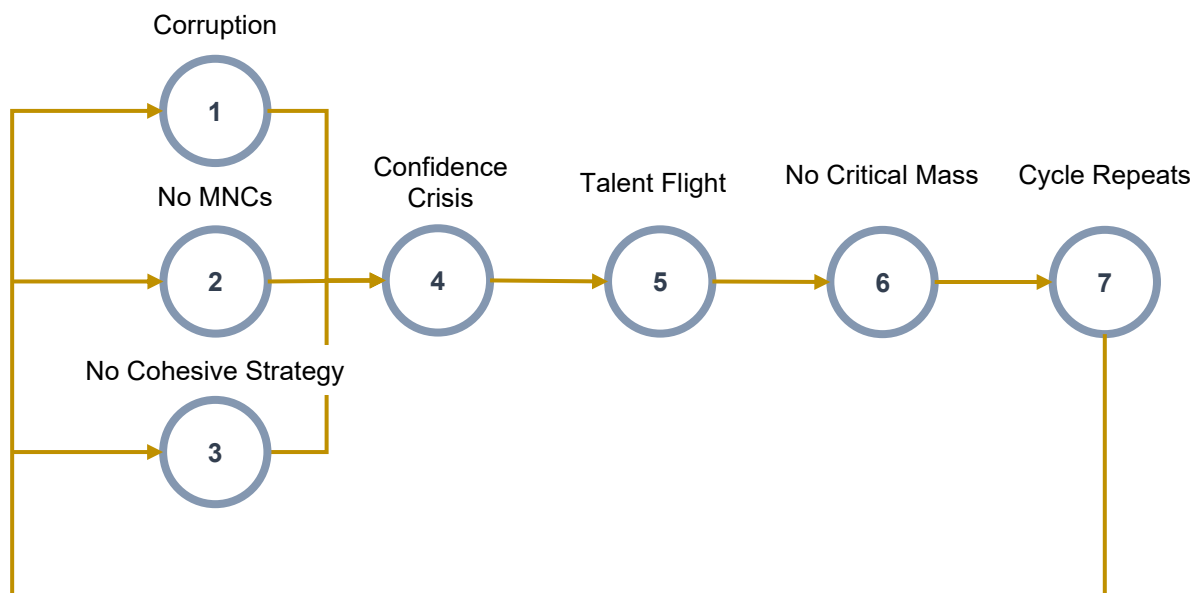 Corruption
1
No MNCs
2
No Cohesive Strategy
3
Confidence
Crisis
4
Talent Flight
5
No Critical Mass
6
Cycle Repeats
7